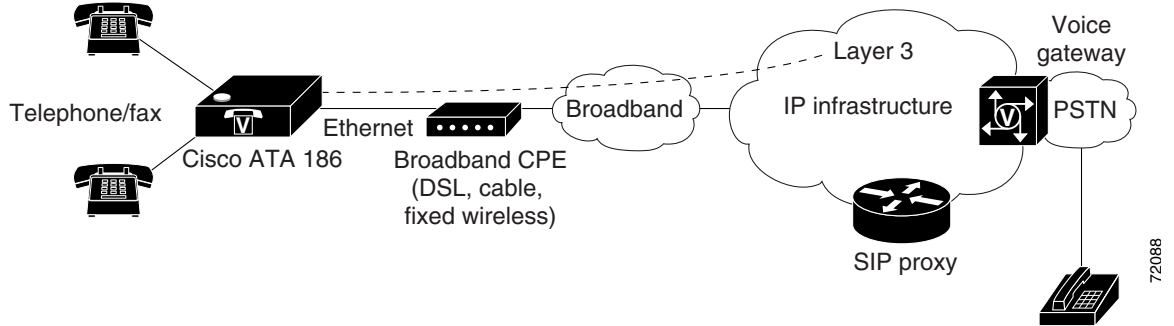 Telephone/fax
V
Cisco ATA 186
Ethernet
Broadband CPE
(DSL, cable,
fixed wireless)
Broadband
Layer 3
IP infrastructure
SIP proxy
Voice
gateway
V
PSTN
72088